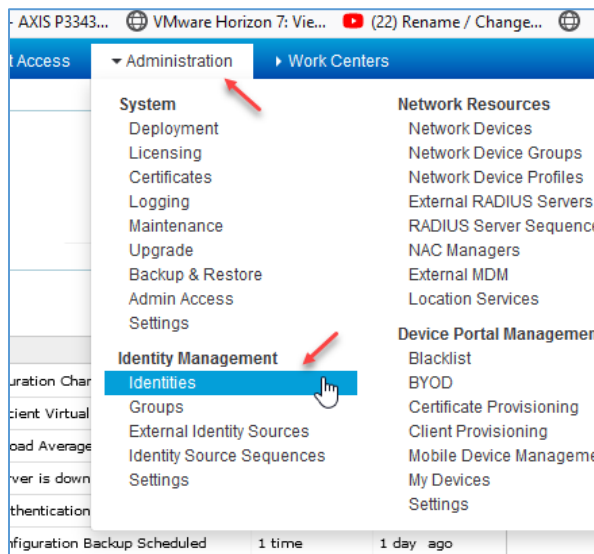 - AXIS P3343... VMware Horizon 7: Vie... (22) Rename / Change...
t Access Administration Work Centers
System
Deployment
Licensing
Certificates
Logging
Maintenance
Upgrade
Backup & Restore
Admin Access
Settings
Identity Management
Identities
Groups
External Identity Sources
Identity Source Sequences
Settings
Network Resources
Network Devices
Network Device Groups
Network Device Profiles
External RADIUS Servers
RADIUS Server Sequence
NAC Managers
External MDM
Location Services
Device Portal Managemen
Blacklist
BYOD
Certificate Provisioning
Client Provisioning
Mobile Device Manageme
My Devices
Settings
uration Char
cient Virtual
oad Average
ver is down
thentication
nfiguration Backup Scheduled 1 time 1 day ago